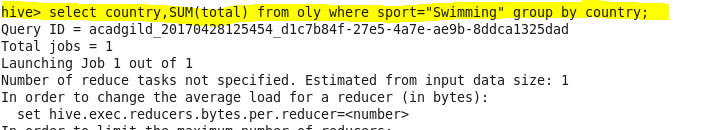 hive> select country,SUM(total) from oly where sport="Swimming" group by country;
Query ID = acadgild_20170428125454_d1c7b84f-27e5-4a7e-ae9b-8ddca1325dad
Total jobs = 1
Launching Job 1 out of 1
Number of reduce tasks not specified. Estimated from input data size: 1
In order to change the average load for a reducer (in bytes):
  set hive.exec.reducers.bytes.per.reducer=<number>
In order to limit the maximum number of reducers: